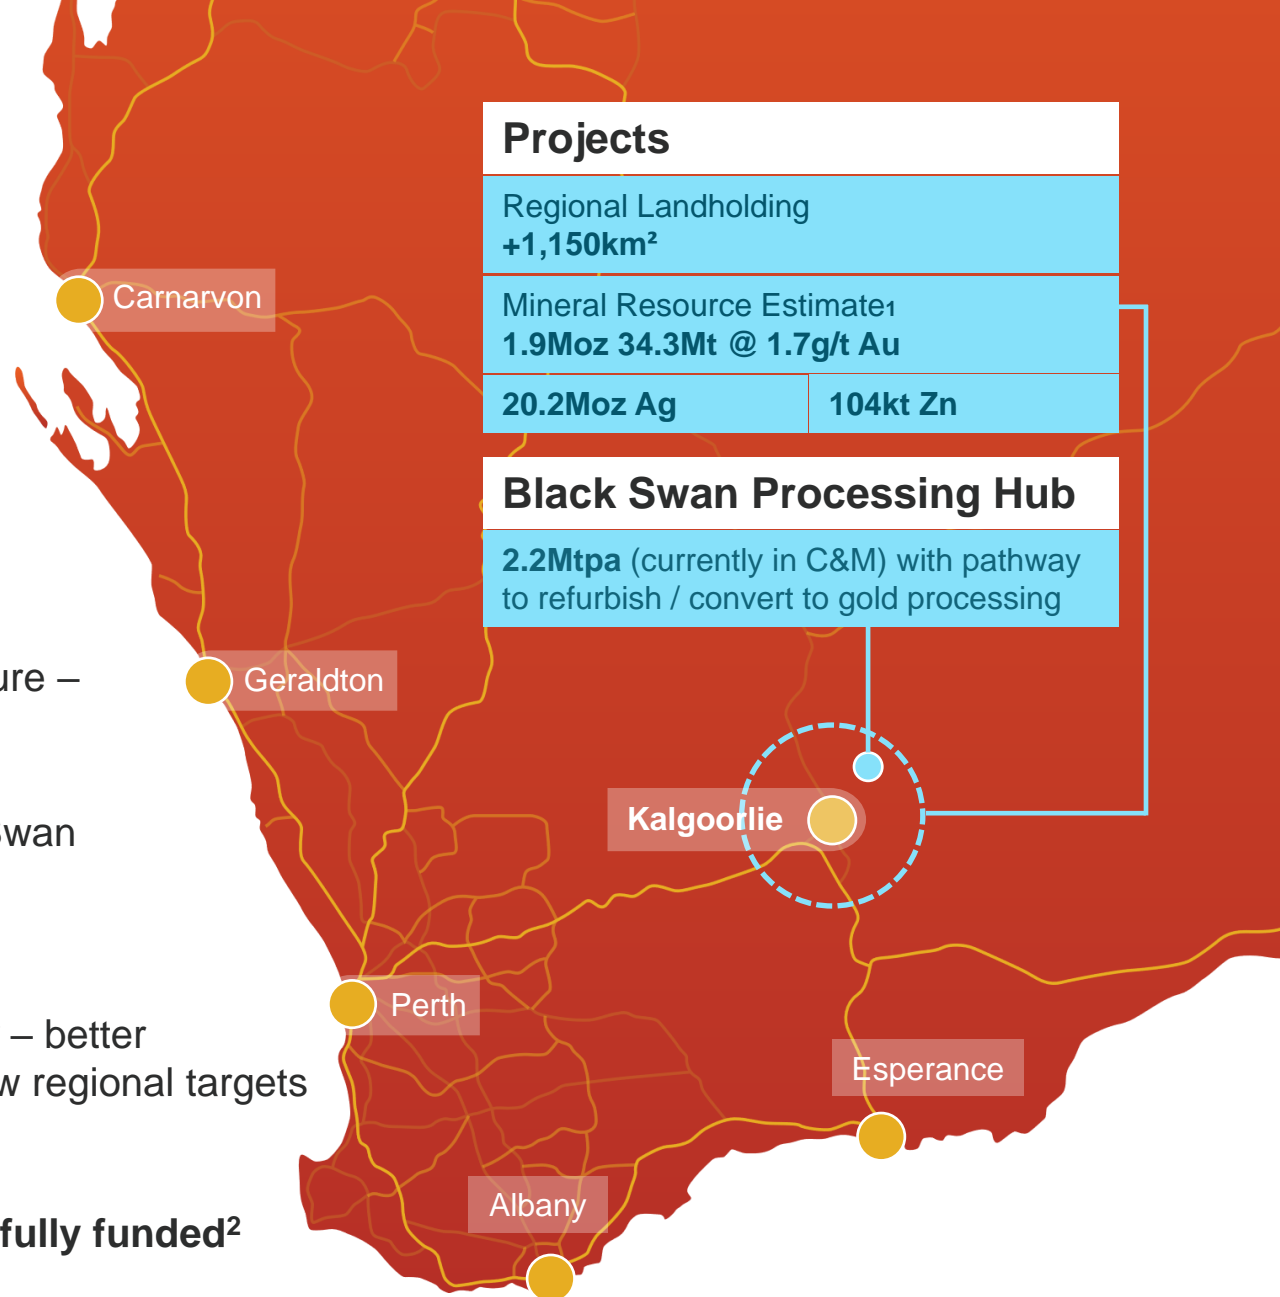 Projects
Regional Landholding
+1,150km²
Mineral Resource Estimate₁
1.9Moz 34.3Mt @ 1.7g/t Au
20.2Moz Ag
104kt Zn
Black Swan Processing Hub
2.2Mtpa (currently in C&M) with pathway
to refurbish / convert to gold processing
Carnarvon
Geraldton
Kalgoorlie
Perth
Esperance
Albany
–
– better
regional targets
fully funded²